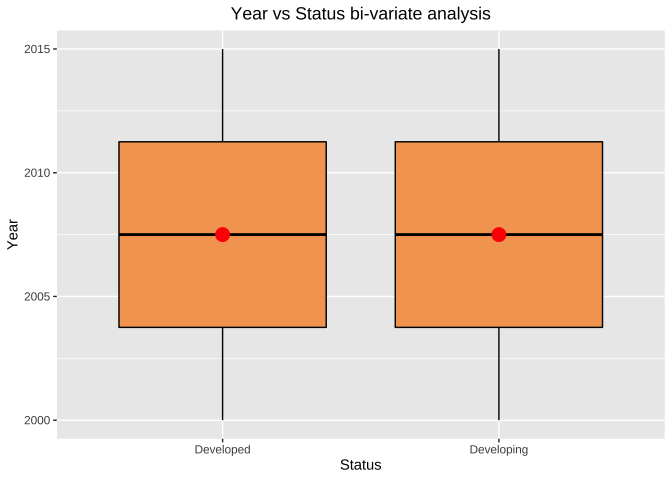 Year vs Status bi-variate analysis
2015
2010
Year
2005
2000
Developed Developing
Status